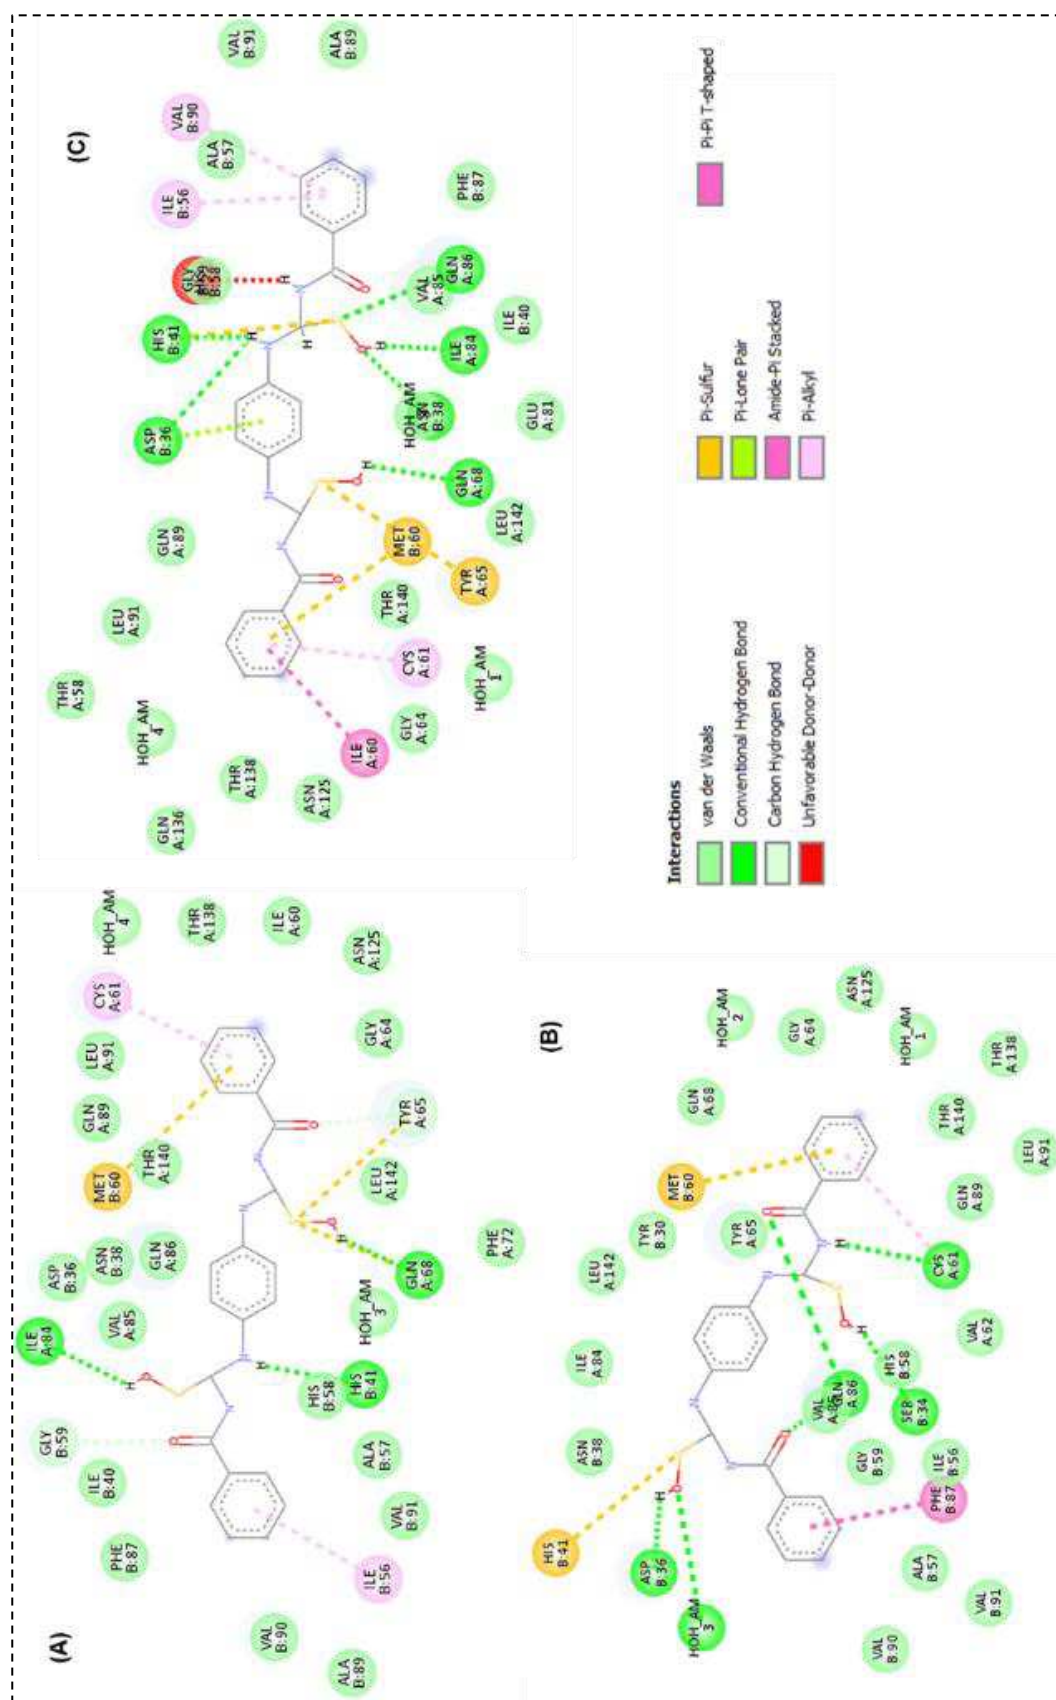 (A)
GLY
B:59
ILE
A:84
ASP
B:36
MET
B:60
GLN
A:89
LEU
A:91
CYS
A:61
HOH_AM
4
PHE
B:87
ILE
B:40
VAL
A:85
ASN
B:38
GLN
A:86
THR
A:140
THR
A:138
ILE
A:60
VAL
B:90
ALA
B:89
ILE
B:56
VAL
B:91
ALA
B:57
HIS
B:58
HIS
B:41
HOH_AM
3
GLN
A:68
LEU
A:142
TYR
A:65
GLY
A:64
ASN
A:125
PHE
A:72
(C)
GLN
A:136
THR
A:58
HOH_AM
4
LEU
A:91
GLN
A:89
ASP
B:36
HIS
B:41
GLY
B:58
ILE
B:56
VAL
B:90
ALA
B:57
VAL
B:91
ALA
B:89
THR
A:138
ASN
A:125
ILE
A:60
GLY
A:64
CYS
A:61
THR
A:140
MET
B:60
HOH_AM
1
TYR
A:65
GLN
A:68
LEU
A:142
HOH_AM
B:38
GLU
A:81
ILE
A:84
ILE
B:40
VAL
A:85
GLN
A:86
PHE
B:87
(B)
HIS
B:41
ASN
B:38
ILE
A:84
LEU
A:142
TYR
B:30
MET
B:60
GLN
A:68
HOH_AM
2
GLY
A:64
ASN
A:125
ASP
B:36
HOH_AM
3
TYR
A:65
HOH_AM
1
THR
A:138
THR
A:140
LEU
A:91
GLN
A:89
CYS
A:61
VAL
A:62
HIS
B:58
SER
B:34
VAL
A:85
GLN
A:86
GLY
B:59
ILE
B:56
PHE
B:87
ALA
B:57
VAL
B:91
VAL
B:90
Interactions
van der Waals
Conventional Hydrogen Bond
Carbon Hydrogen Bond
Unfavorable Donor-Donor
Pi-Sulfur
Pi-Lone Pair
Amide-Pi Stacked
Pi-Alkyl
Pi-Pi T-shaped